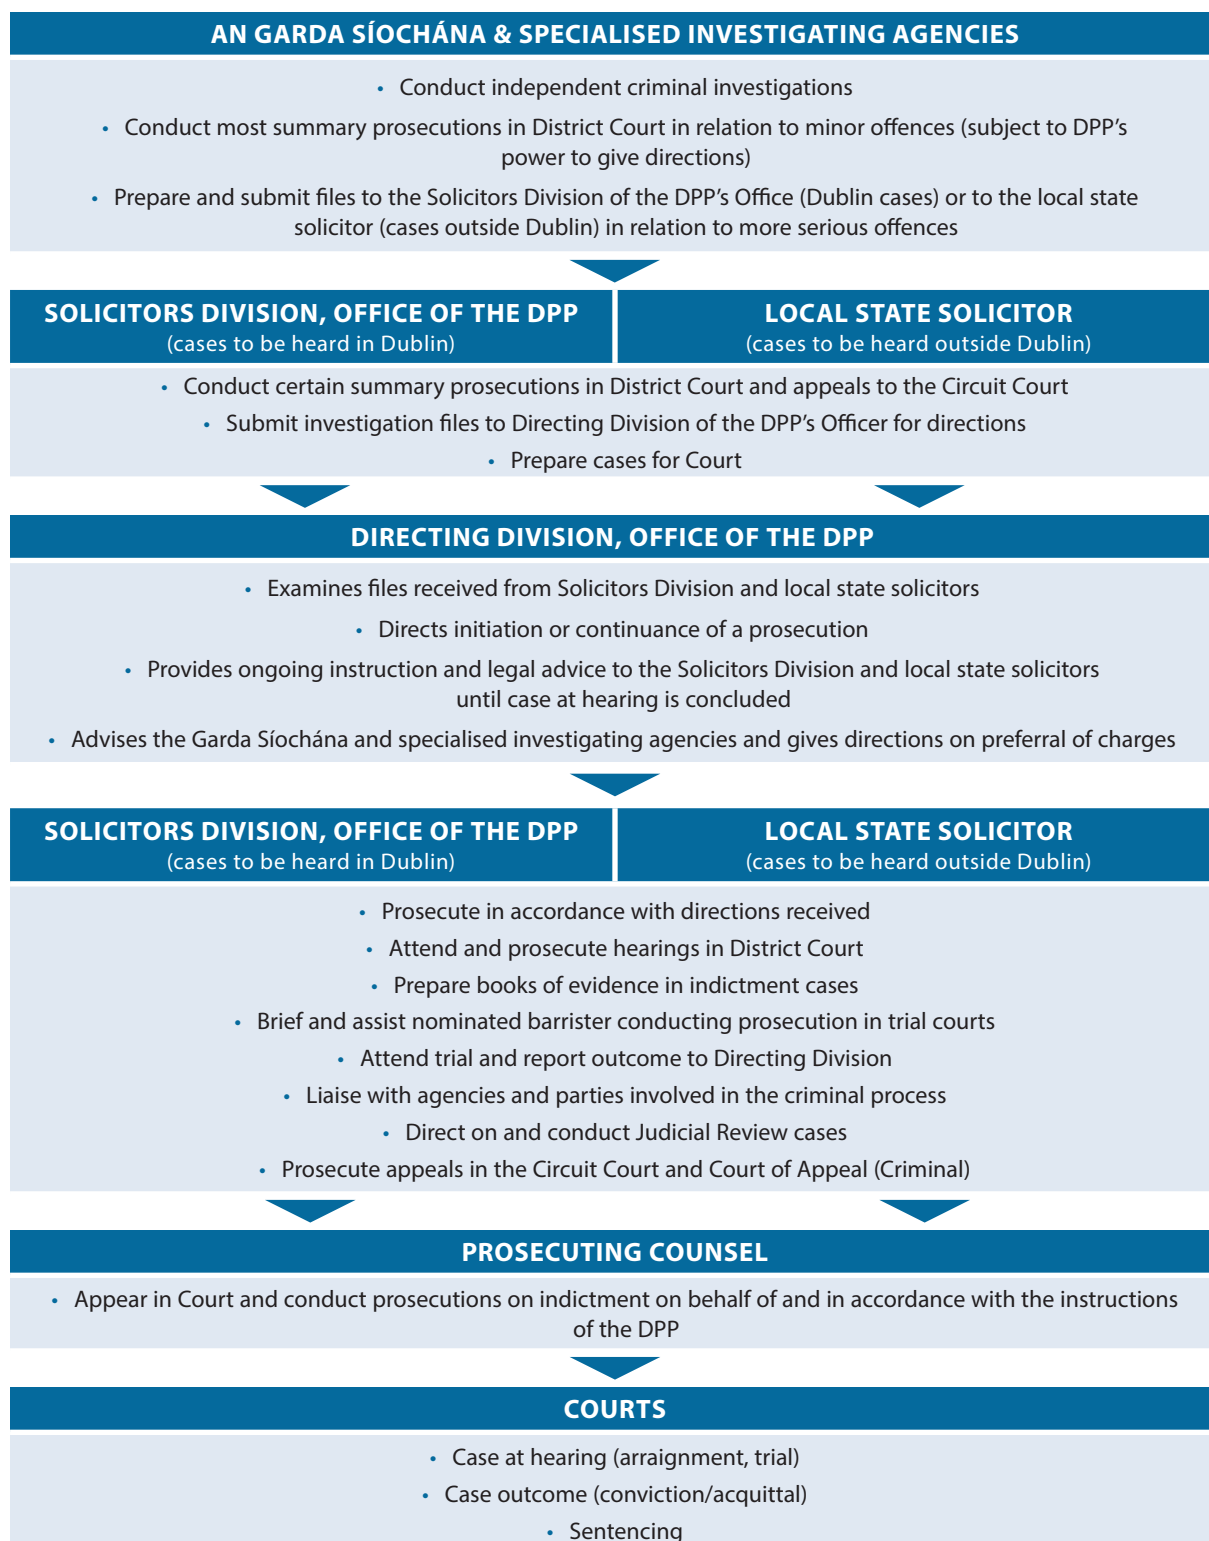 AN GARDA SÍOCHÁNA & SPECIALISED INVESTIGATING AGENCIES
• Conduct independent criminal investigations
• Conduct most summary prosecutions in District Court in relation to minor offences (subject to DPP's
power to give directions)
• Prepare and submit files to the Solicitors Division of the DPP's Office (Dublin cases) or to the local state
solicitor (cases outside Dublin) in relation to more serious offences
SOLICITORS DIVISION, OFFICE OF THE DPP
(cases to be heard in Dublin)
LOCAL STATE SOLICITOR
(cases to be heard outside Dublin)
• Conduct certain summary prosecutions in District Court and appeals to the Circuit Court
• Submit investigation files to Directing Division of the DPP's Officer for directions
• Prepare cases for Court
DIRECTING DIVISION, OFFICE OF THE DPP
• Examines files received from Solicitors Division and local state solicitors
• Directs initiation or continuance of a prosecution
• Provides ongoing instruction and legal advice to the Solicitors Division and local state solicitors
until case at hearing is concluded
• Advises the Garda Síochána and specialised investigating agencies and gives directions on preferral of charges
SOLICITORS DIVISION, OFFICE OF THE DPP
(cases to be heard in Dublin)
LOCAL STATE SOLICITOR
(cases to be heard outside Dublin)
• Prosecute in accordance with directions received
• Attend and prosecute hearings in District Court
• Prepare books of evidence in indictment cases
• Brief and assist nominated barrister conducting prosecution in trial courts
• Attend trial and report outcome to Directing Division
• Liaise with agencies and parties involved in the criminal process
• Direct on and conduct Judicial Review cases
• Prosecute appeals in the Circuit Court and Court of Appeal (Criminal)
PROSECUTING COUNSEL
• Appear in Court and conduct prosecutions on indictment on behalf of and in accordance with the instructions
of the DPP
COURTS
• Case at hearing (arraignment, trial)
• Case outcome (conviction/acquittal)
• Sentencing